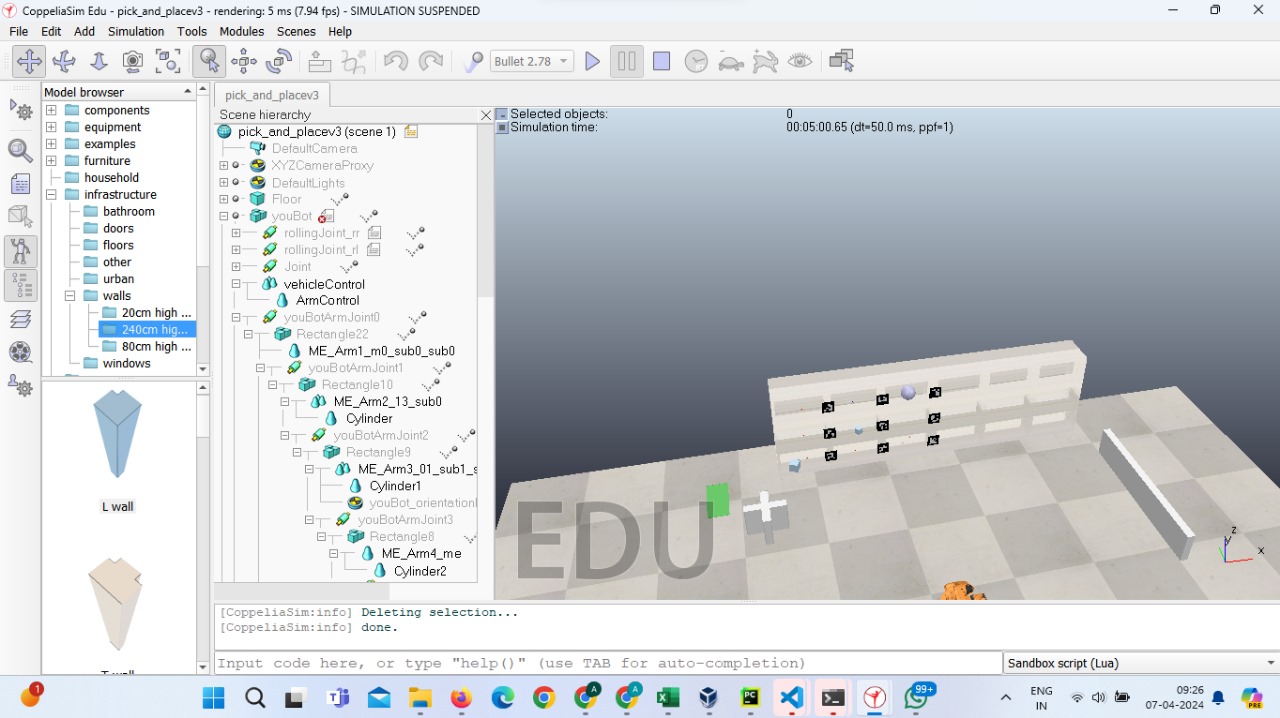 CoppeliaSim Edu - pick_and_placev3 - rendering: 5 ms (7.94 fps) - SIMULATION SUSPENDED
File Edit Add Simulation Tools Modules Scenes Help
Bullet 2.78
Model browser
components
equipment
examples
furniture
household
infrastructure
bathroom
doors
floors
other
urban
walls
20cm high ...
240cm hig...
80cm high ...
windows
L wall
pick_and_placev3
Scene hierarchy
pick_and_placev3 (scene 1)
DefaultCamera
XYZCameraProxy
DefaultLights
Floor
youBot
rollingJoint_rr
rollingJoint_rl
Joint
vehicleControl
ArmControl
youBotArmJoint0
Rectangle22
ME_Arm1_m0_sub0_sub0
youBotArmJoint1
Rectangle10
ME_Arm2_13_sub0
Cylinder
youBotArmJoint2
Rectangle9
ME_Arm3_01_sub1_s
Cylinder1
youBot_orientationI
youBotArmJoint3
Rectangle8
ME_Arm4_me
Cylinder2
Selected objects: 0
Simulation time: 00:05:00.65 (dt=50.0 ms, ppf=1)
EDU
z
y
x
[CoppeliaSim:info] Deleting selection...
[CoppeliaSim:info] done.
Input code here, or type "help()" (use TAB for auto-completion)
Sandbox script (Lua)
1
A
A
99+
ENG
IN
09:26
07-04-2024
PRE